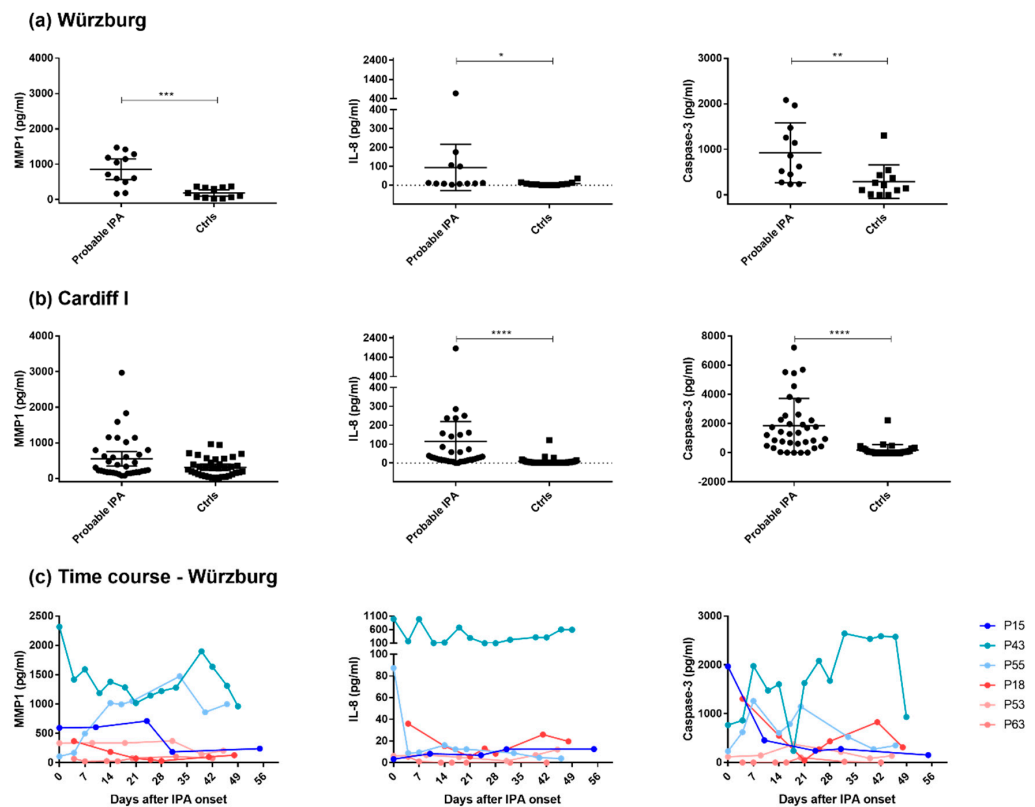 (a) Würzburg
MMP1 (pg/ml)
4000
3000
2000
1000
0
***
Probable IPA
Ctrls
IL-8 (pg/ml)
2400
1400
400
400
300
200
100
0
*
Probable IPA
Ctrls
Caspase-3 (pg/ml)
3000
2000
1000
0
**
Probable IPA
Ctrls
(b) Cardiff I
MMP1 (pg/ml)
4000
3000
2000
1000
0
Probable IPA
Ctrls
IL-8 (pg/ml)
2400
1400
400
400
300
200
100
0
****
Probable IPA
Ctrls
Caspase-3 (pg/ml)
8000
6000
4000
2000
0
-2000
****
Probable IPA
Ctrls
(c) Time course - Würzburg
MMP1 (pg/ml)
2500
2000
1500
1000
500
0
0 7 14 21 28 35 42 49 56
Days after IPA onset
IL-8 (pg/ml)
1100
600
100
100
80
60
40
20
0
0 7 14 21 28 35 42 49 56
Days after IPA onset
Caspase-3 (pg/ml)
3000
2000
1000
0
0 7 14 21 28 35 42 49 56
Days after IPA onset
P15
P43
P55
P18
P53
P63